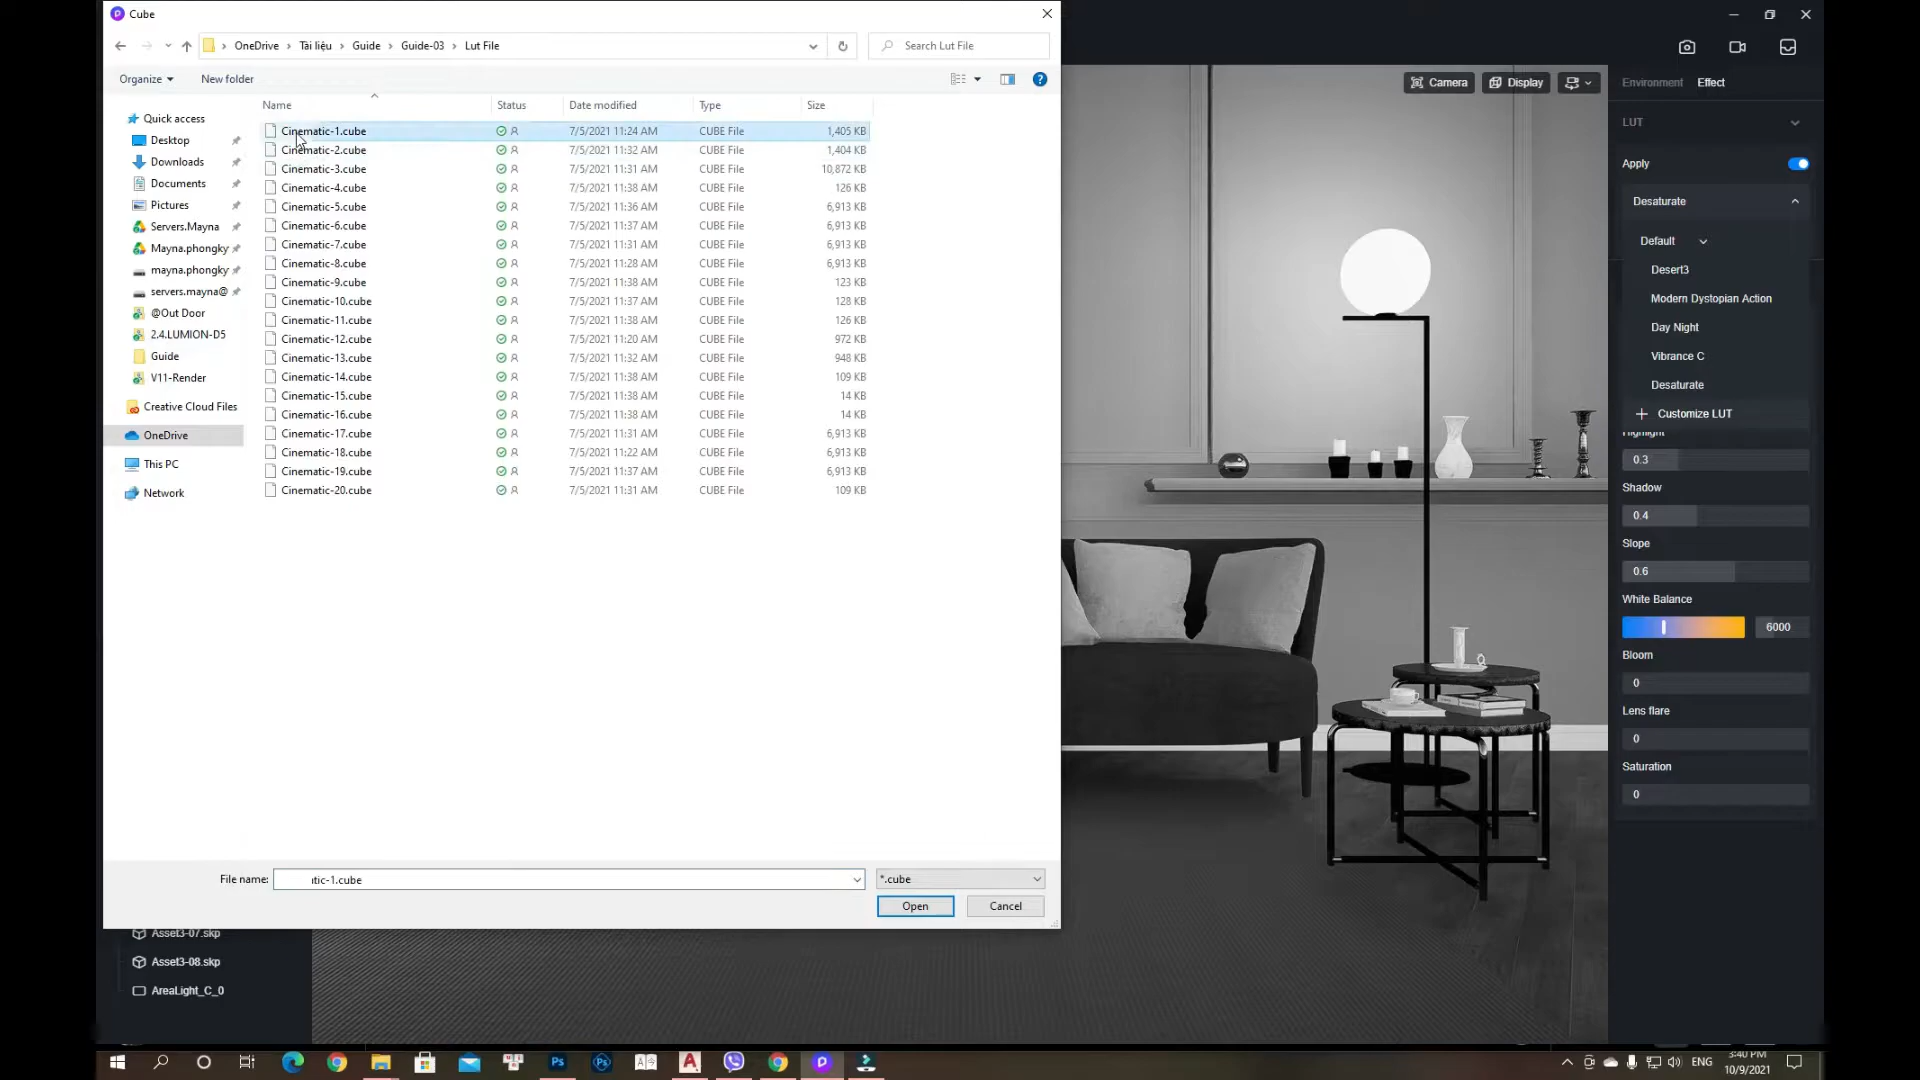 Cube
OneDrive > Tài liệu > Guide > Guide-03 > Lut File
Search Lut File
Organize
New folder
Name Status Date modified Type Size
Quick access
Desktop
Downloads
Documents
Pictures
Servers.Mayna
Mayna.phongky
mayna.phongky
servers.mayna@
@Out Door
2.4.LUMION-D5
Guide
V11-Render
Creative Cloud Files
OneDrive
This PC
Network
Cinematic-1.cube 7/5/2021 11:24 AM CUBE File 1,405 KB
Cinematic-2.cube 7/5/2021 11:32 AM CUBE File 1,404 KB
Cinematic-3.cube 7/5/2021 11:31 AM CUBE File 10,872 KB
Cinematic-4.cube 7/5/2021 11:38 AM CUBE File 126 KB
Cinematic-5.cube 7/5/2021 11:36 AM CUBE File 6,913 KB
Cinematic-6.cube 7/5/2021 11:37 AM CUBE File 6,913 KB
Cinematic-7.cube 7/5/2021 11:31 AM CUBE File 6,913 KB
Cinematic-8.cube 7/5/2021 11:28 AM CUBE File 6,913 KB
Cinematic-9.cube 7/5/2021 11:38 AM CUBE File 123 KB
Cinematic-10.cube 7/5/2021 11:37 AM CUBE File 128 KB
Cinematic-11.cube 7/5/2021 11:38 AM CUBE File 126 KB
Cinematic-12.cube 7/5/2021 11:20 AM CUBE File 972 KB
Cinematic-13.cube 7/5/2021 11:32 AM CUBE File 948 KB
Cinematic-14.cube 7/5/2021 11:38 AM CUBE File 109 KB
Cinematic-15.cube 7/5/2021 11:38 AM CUBE File 14 KB
Cinematic-16.cube 7/5/2021 11:38 AM CUBE File 14 KB
Cinematic-17.cube 7/5/2021 11:31 AM CUBE File 6,913 KB
Cinematic-18.cube 7/5/2021 11:22 AM CUBE File 6,913 KB
Cinematic-19.cube 7/5/2021 11:37 AM CUBE File 6,913 KB
Cinematic-20.cube 7/5/2021 11:31 AM CUBE File 109 KB
File name: tic-1.cube
*.cube
Open
Cancel
Asset3-07.skp
Asset3-08.skp
AreaLight_C_0
Camera
Display
Environment
Effect
LUT
Apply
Desaturate
Default
Desert3
Modern Dystopian Action
Day Night
Vibrance C
Desaturate
+ Customize LUT
Highlight
0.3
Shadow
0.4
Slope
0.6
White Balance
6000
Bloom
0
Lens flare
0
Saturation
0
ENG
3:40 PM
10/9/2021